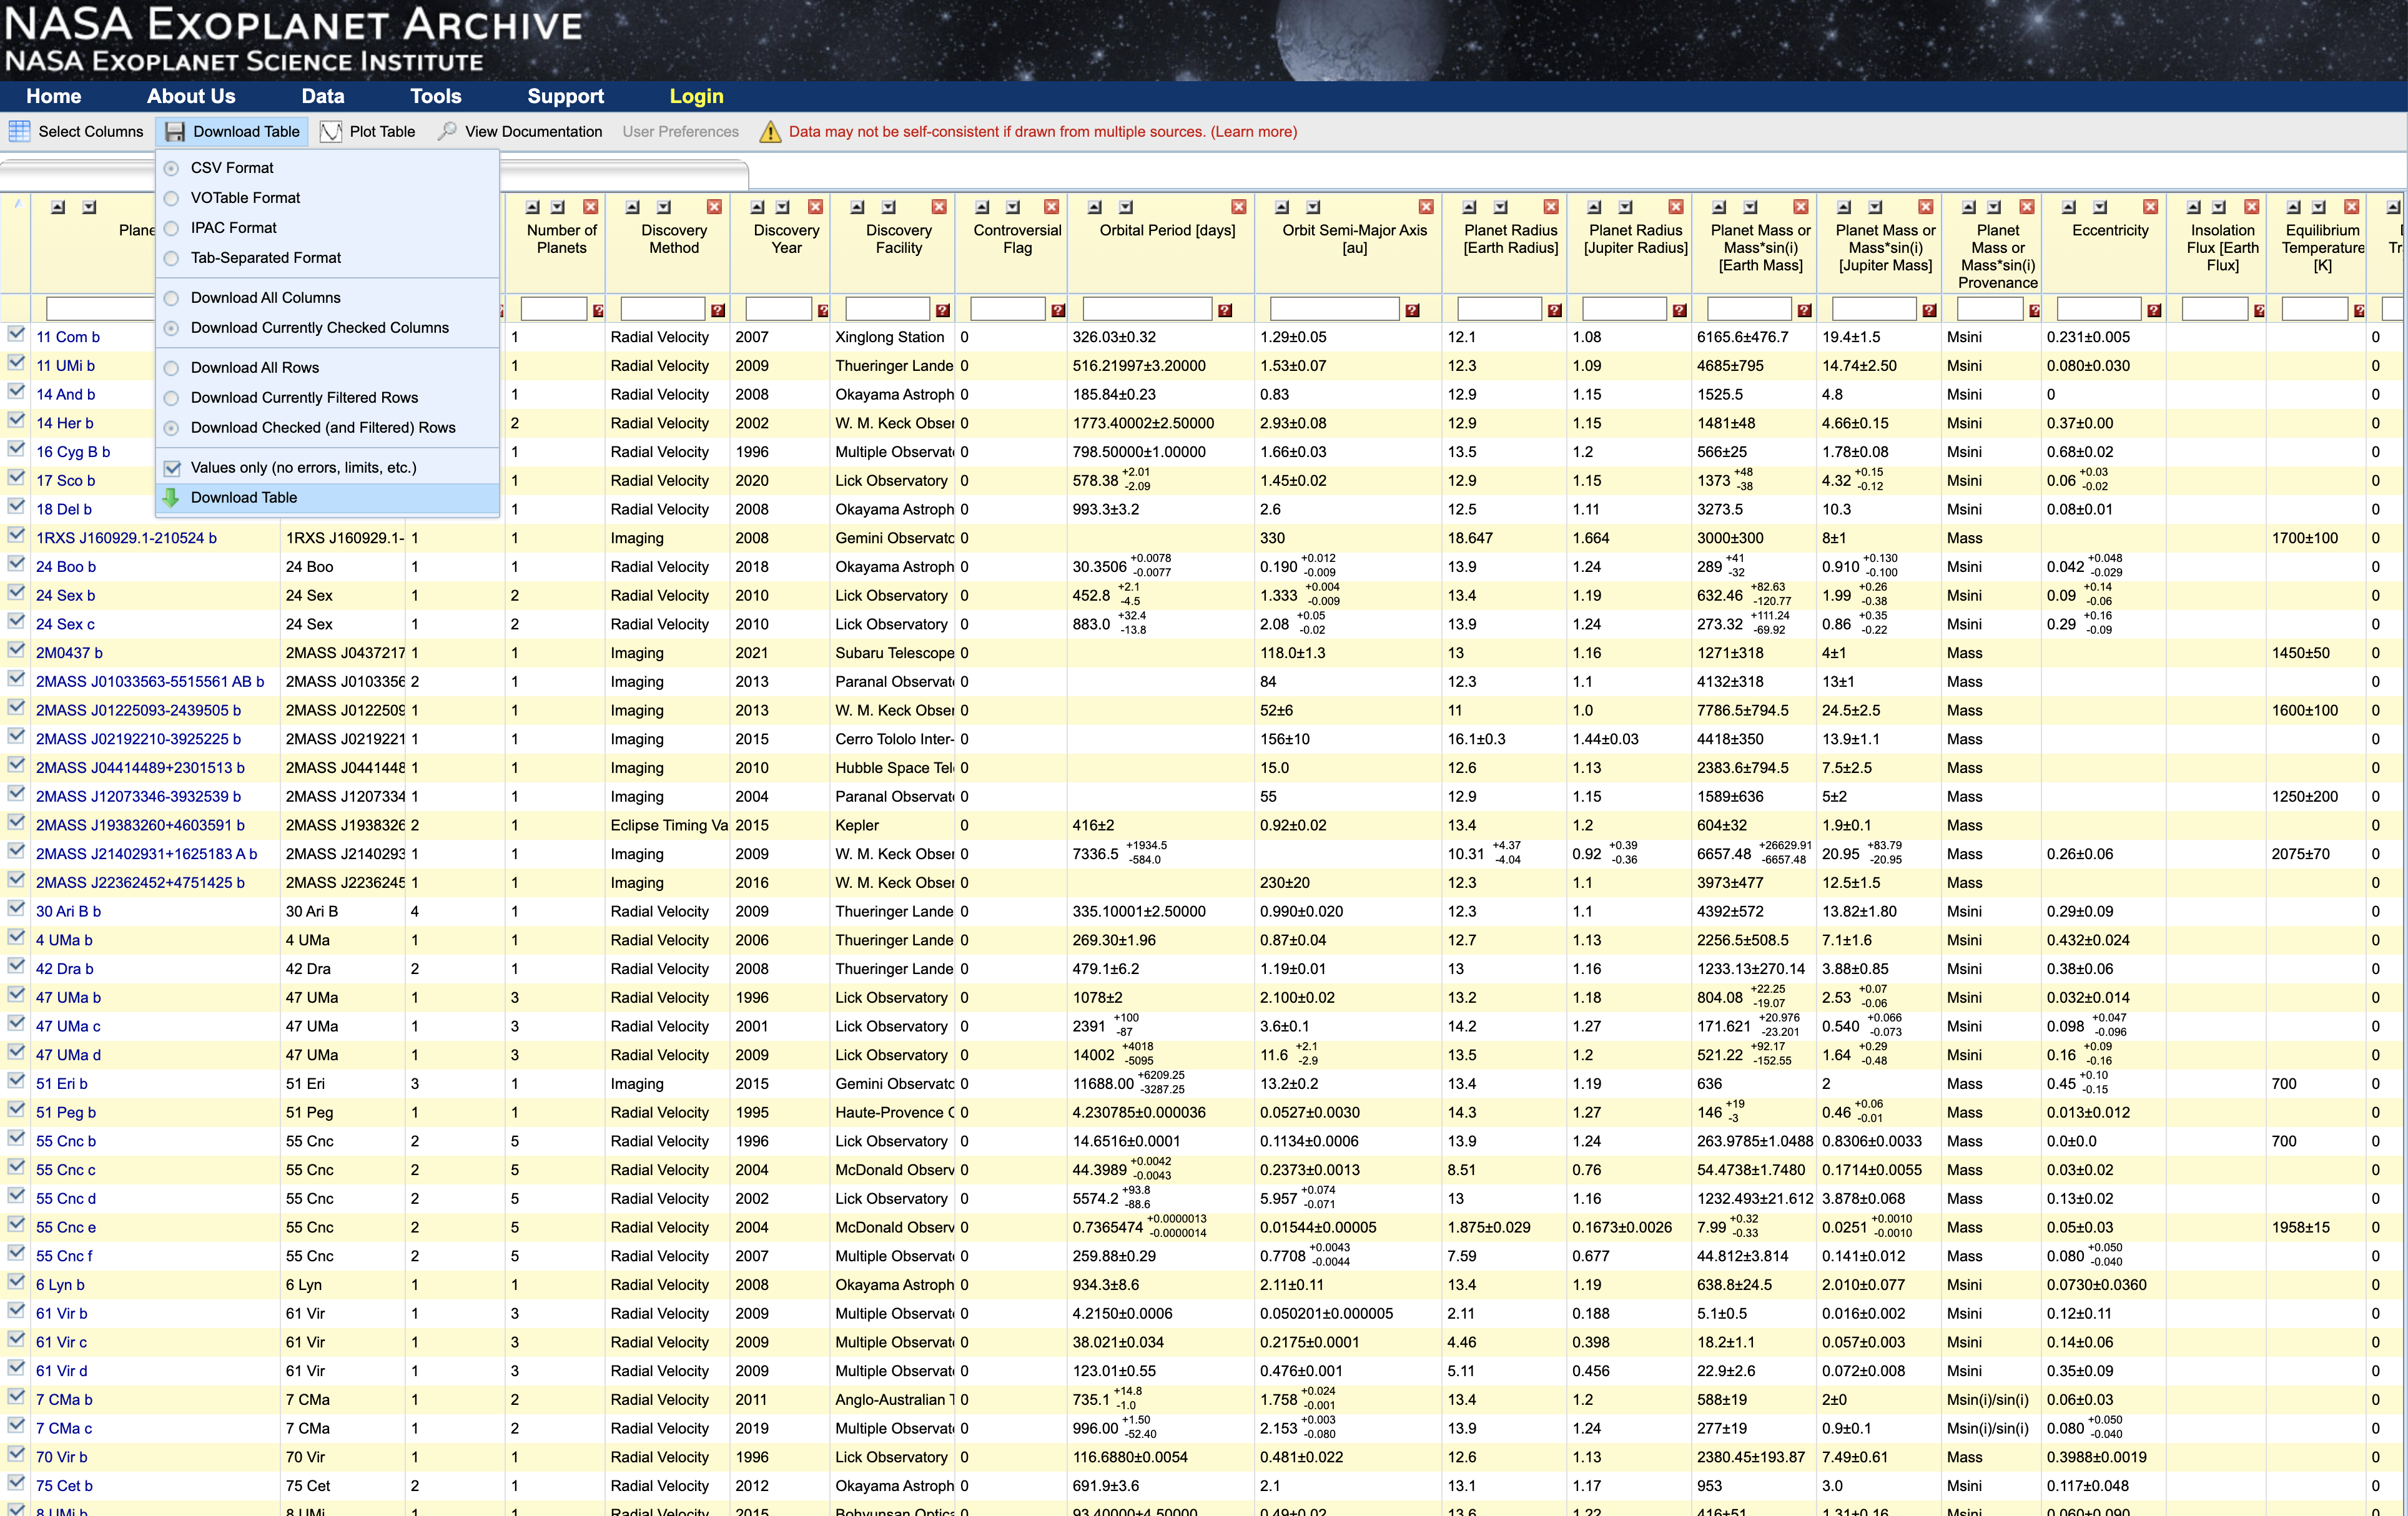 NASA EXOPLANET ARCHIVE
NASA EXOPLANET SCIENCE INSTITUTE
Home About Us Data Tools Support Login
Select Columns Download Table Plot Table View Documentation User Preferences Data may not be self-consistent if drawn from multiple sources. (Learn more)
CSV Format
VOTable Format
IPAC Format
Tab-Separated Format
Download All Columns
Download Currently Checked Columns
Download All Rows
Download Currently Filtered Rows
Download Checked (and Filtered) Rows
Values only (no errors, limits, etc.)
Download Table
Number of Planets Discovery Method Discovery Year Discovery Facility Controversial Flag Orbital Period [days] Orbit Semi-Major Axis [au] Planet Radius [Earth Radius] Planet Radius [Jupiter Radius] Planet Mass or Mass*sin(i) [Earth Mass] Planet Mass or Mass*sin(i) [Jupiter Mass] Planet Mass or Mass*sin(i) Provenance Eccentricity Insolation Flux [Earth Flux] Equilibrium Temperature [K]
11 Com b 1 Radial Velocity 2007 Xinglong Station 0 326.03±0.32 1.29±0.05 12.1 1.08 6165.6±476.7 19.4±1.5 Msini 0.231±0.005 0
11 UMi b 1 Radial Velocity 2009 Thueringer Lande 0 516.21997±3.20000 1.53±0.07 12.3 1.09 4685±795 14.74±2.50 Msini 0.080±0.030 0
14 And b 1 Radial Velocity 2008 Okayama Astroph 0 185.84±0.23 0.83 12.9 1.15 1525.5 4.8 Msini 0 0
14 Her b 2 Radial Velocity 2002 W. M. Keck Obser 0 1773.40002±2.50000 2.93±0.08 12.9 1.15 1481±48 4.66±0.15 Msini 0.37±0.00 0
16 Cyg B b 1 Radial Velocity 1996 Multiple Observat 0 798.50000±1.00000 1.66±0.03 13.5 1.2 566±25 1.78±0.08 Msini 0.68±0.02 0
17 Sco b 1 Radial Velocity 2020 Lick Observatory 0 578.38 +2.01 -2.09 1.45±0.02 12.9 1.15 1373 +48 -38 4.32 +0.15 -0.12 Msini 0.06 +0.03 -0.02 0
18 Del b 1 Radial Velocity 2008 Okayama Astroph 0 993.3±3.2 2.6 12.5 1.11 3273.5 10.3 Msini 0.08±0.01 0
1RXS J160929.1-210524 b 1RXS J160929.1- 1 1 Imaging 2008 Gemini Observato 0 330 18.647 1.664 3000±300 8±1 Mass 1700±100 0
24 Boo b 24 Boo 1 1 Radial Velocity 2018 Okayama Astroph 0 30.3506 +0.0078 -0.0077 0.190 +0.012 -0.009 13.9 1.24 289 +41 -32 0.910 +0.130 -0.100 Msini 0.042 +0.048 -0.029 0
24 Sex b 24 Sex 1 2 Radial Velocity 2010 Lick Observatory 0 452.8 +2.1 -4.5 1.333 +0.004 -0.009 13.4 1.19 632.46 +82.63 -120.77 1.99 +0.26 -0.38 Msini 0.09 +0.14 -0.06 0
24 Sex c 24 Sex 1 2 Radial Velocity 2010 Lick Observatory 0 883.0 +32.4 -13.8 2.08 +0.05 -0.02 13.9 1.24 273.32 +111.24 -69.92 0.86 +0.35 -0.22 Msini 0.29 +0.16 -0.09 0
2M0437 b 2MASS J0437217 1 1 Imaging 2021 Subaru Telescope 0 118.0±1.3 13 1.16 1271±318 4±1 Mass 1450±50 0
2MASS J01033563-5515561 AB b 2MASS J0103356 2 1 Imaging 2013 Paranal Observat 0 84 12.3 1.1 4132±318 13±1 Mass 0
2MASS J01225093-2439505 b 2MASS J0122509 1 1 Imaging 2013 W. M. Keck Obser 0 52±6 11 1.0 7786.5±794.5 24.5±2.5 Mass 1600±100 0
2MASS J02192210-3925225 b 2MASS J0219221 1 1 Imaging 2015 Cerro Tololo Inter- 0 156±10 16.1±0.3 1.44±0.03 4418±350 13.9±1.1 Mass 0
2MASS J04414489+2301513 b 2MASS J0441448 1 1 Imaging 2010 Hubble Space Tel 0 15.0 12.6 1.13 2383.6±794.5 7.5±2.5 Mass 0
2MASS J12073346-3932539 b 2MASS J1207334 1 1 Imaging 2004 Paranal Observat 0 55 12.9 1.15 1589±636 5±2 Mass 1250±200 0
2MASS J19383260+4603591 b 2MASS J1938326 2 1 Eclipse Timing Va 2015 Kepler 0 416±2 0.92±0.02 13.4 1.2 604±32 1.9±0.1 Mass 0
2MASS J21402931+1625183 A b 2MASS J2140293 1 1 Imaging 2009 W. M. Keck Obser 0 7336.5 +1934.5 -584.0 10.31 +4.37 -4.04 0.92 +0.39 -0.36 6657.48 +26629.91 -6657.48 20.95 +83.79 -20.95 Mass 0.26±0.06 2075±70 0
2MASS J22362452+4751425 b 2MASS J2236245 1 1 Imaging 2016 W. M. Keck Obser 0 230±20 12.3 1.1 3973±477 12.5±1.5 Mass 0
30 Ari B b 30 Ari B 4 1 Radial Velocity 2009 Thueringer Lande 0 335.10001±2.50000 0.990±0.020 12.3 1.1 4392±572 13.82±1.80 Msini 0.29±0.09 0
4 UMa b 4 UMa 1 1 Radial Velocity 2006 Thueringer Lande 0 269.30±1.96 0.87±0.04 12.7 1.13 2256.5±508.5 7.1±1.6 Msini 0.432±0.024 0
42 Dra b 42 Dra 2 1 Radial Velocity 2008 Thueringer Lande 0 479.1±6.2 1.19±0.01 13 1.16 1233.13±270.14 3.88±0.85 Msini 0.38±0.06 0
47 UMa b 47 UMa 1 3 Radial Velocity 1996 Lick Observatory 0 1078±2 2.100±0.02 13.2 1.18 804.08 +22.25 -19.07 2.53 +0.07 -0.06 Msini 0.032±0.014 0
47 UMa c 47 UMa 1 3 Radial Velocity 2001 Lick Observatory 0 2391 +100 -87 3.6±0.1 14.2 1.27 171.621 +20.976 -23.201 0.540 +0.066 -0.073 Msini 0.098 +0.047 -0.096 0
47 UMa d 47 UMa 1 3 Radial Velocity 2009 Lick Observatory 0 14002 +4018 -5095 11.6 +2.1 -2.9 13.5 1.2 521.22 +92.17 -152.55 1.64 +0.29 -0.48 Msini 0.16 +0.09 -0.16 0
51 Eri b 51 Eri 3 1 Imaging 2015 Gemini Observato 0 11688.00 +6209.25 -3287.25 13.2±0.2 13.4 1.19 636 2 Mass 0.45 +0.10 -0.15 700 0
51 Peg b 51 Peg 1 1 Radial Velocity 1995 Haute-Provence 0 4.230785±0.000036 0.0527±0.0030 14.3 1.27 146 +19 -3 0.46 +0.06 -0.01 Mass 0.013±0.012 0
55 Cnc b 55 Cnc 2 5 Radial Velocity 1996 Lick Observatory 0 14.6516±0.0001 0.1134±0.0006 13.9 1.24 263.9785±1.0488 0.8306±0.0033 Mass 0.0±0.0 700 0
55 Cnc c 55 Cnc 2 5 Radial Velocity 2004 McDonald Observ 0 44.3989 +0.0042 -0.0043 0.2373±0.0013 8.51 0.76 54.4738±1.7480 0.1714±0.0055 Mass 0.03±0.02 0
55 Cnc d 55 Cnc 2 5 Radial Velocity 2002 Lick Observatory 0 5574.2 +93.8 -88.6 5.957 +0.074 -0.071 13 1.16 1232.493±21.612 3.878±0.068 Mass 0.13±0.02 0
55 Cnc e 55 Cnc 2 5 Radial Velocity 2004 McDonald Observ 0 0.7365474 +0.0000013 -0.0000014 0.01544±0.00005 1.875±0.029 0.1673±0.0026 7.99 +0.32 -0.33 0.0251 +0.0010 -0.0010 Mass 0.05±0.03 1958±15 0
55 Cnc f 55 Cnc 2 5 Radial Velocity 2007 Multiple Observat 0 259.88±0.29 0.7708 +0.0043 -0.0044 7.59 0.677 44.812±3.814 0.141±0.012 Mass 0.080 +0.050 -0.040 0
6 Lyn b 6 Lyn 1 1 Radial Velocity 2008 Okayama Astroph 0 934.3±8.6 2.11±0.11 13.4 1.19 638.8±24.5 2.010±0.077 Msini 0.0730±0.0360 0
61 Vir b 61 Vir 1 3 Radial Velocity 2009 Multiple Observat 0 4.2150±0.0006 0.050201±0.000005 2.11 0.188 5.1±0.5 0.016±0.002 Msini 0.12±0.11 0
61 Vir c 61 Vir 1 3 Radial Velocity 2009 Multiple Observat 0 38.021±0.034 0.2175±0.0001 4.46 0.398 18.2±1.1 0.057±0.003 Msini 0.14±0.06 0
61 Vir d 61 Vir 1 3 Radial Velocity 2009 Multiple Observat 0 123.01±0.55 0.476±0.001 5.11 0.456 22.9±2.6 0.072±0.008 Msini 0.35±0.09 0
7 CMa b 7 CMa 1 2 Radial Velocity 2011 Anglo-Australian T 0 735.1 +14.8 -1.0 1.758 +0.024 -0.001 13.4 1.2 588±19 2±0 Msin(i)/sin(i) 0.06±0.03 0
7 CMa c 7 CMa 1 2 Radial Velocity 2019 Multiple Observat 0 996.00 +1.50 -52.40 2.153 +0.003 -0.080 13.9 1.24 277±19 0.9±0.1 Msin(i)/sin(i) 0.080 +0.050 -0.040 0
70 Vir b 70 Vir 1 1 Radial Velocity 1996 Lick Observatory 0 116.6880±0.0054 0.481±0.022 12.6 1.13 2380.45±193.87 7.49±0.61 Mass 0.3988±0.0019 0
75 Cet b 75 Cet 2 1 Radial Velocity 2012 Okayama Astroph 0 691.9±3.6 2.1 13.1 1.17 953 3.0 Msini 0.117±0.048 0
8 UMi b 8 UMi 1 1 Radial Velocity 2015 Bohyunsan Optica 0 93.40000±4.50000 0.49±0.02 13.6 1.22 416±51 1.31±0.16 Msini 0.060±0.090 0